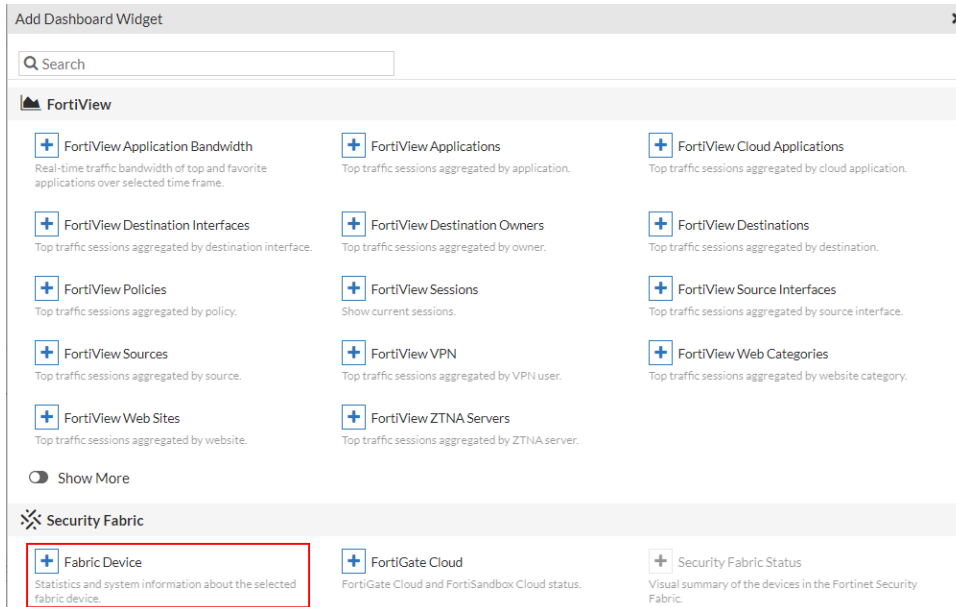 Add Dashboard Widget
Search
FortiView
FortiView Application Bandwidth
Real-time traffic bandwidth of top and favorite
applications over selected time frame.
FortiView Applications
Top traffic sessions aggregated by application.
FortiView Cloud Applications
Top traffic sessions aggregated by cloud application.
FortiView Destination Interfaces
Top traffic sessions aggregated by destination interface.
FortiView Destination Owners
Top traffic sessions aggregated by owner.
FortiView Destinations
Top traffic sessions aggregated by destination.
FortiView Policies
Top traffic sessions aggregated by policy.
FortiView Sessions
Show current sessions.
FortiView Source Interfaces
Top traffic sessions aggregated by source interface.
FortiView Sources
Top traffic sessions aggregated by source.
FortiView VPN
Top traffic sessions aggregated by VPN user.
FortiView Web Categories
Top traffic sessions aggregated by website category.
FortiView Web Sites
Top traffic sessions aggregated by website.
FortiView ZTNA Servers
Top traffic sessions aggregated by ZTNA server.
Show More
Security Fabric
Fabric Device
Statistics and system information about the selected
fabric device.
FortiGate Cloud
FortiGate Cloud and FortiSandbox Cloud status.
Security Fabric Status
Visual summary of the devices in the Fortinet Security
Fabric.